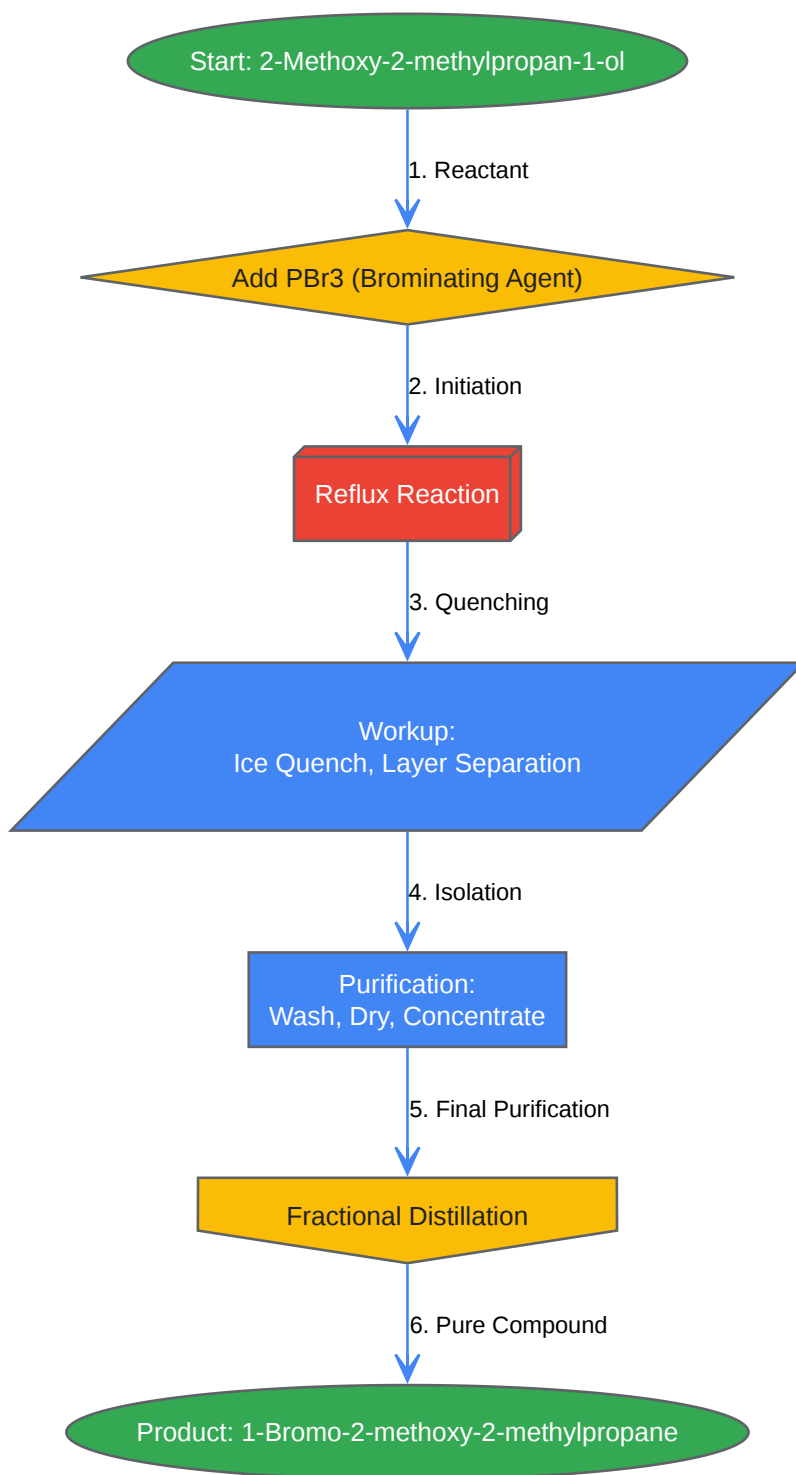 Start: 2-Methoxy-2-methylpropan-1-ol
1. Reactant
Add PBr3 (Brominating Agent)
2. Initiation
Reflux Reaction
3. Quenching
Workup:
Ice Quench, Layer Separation
4. Isolation
Purification:
Wash, Dry, Concentrate
5. Final Purification
Fractional Distillation
6. Pure Compound
Product: 1-Bromo-2-methoxy-2-methylpropane